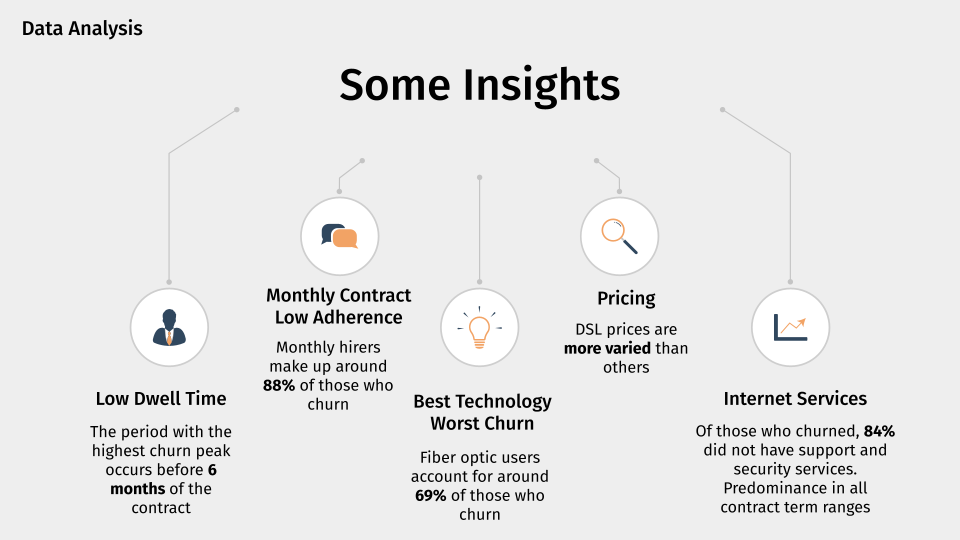 Data Analysis
Some Insights
Low Dwell Time
The period with the
highest churn peak
occurs before 6
months of the
contract
Monthly Contract
Low Adherence
Monthly hirers
make up around
88% of those who
churn
Best Technology
Worst Churn
Fiber optic users
account for around
69% of those who
churn
Pricing
DSL prices are
more varied than
others
Internet Services
Of those who churned, 84%
did not have support and
security services.
Predominance in all
contract term ranges